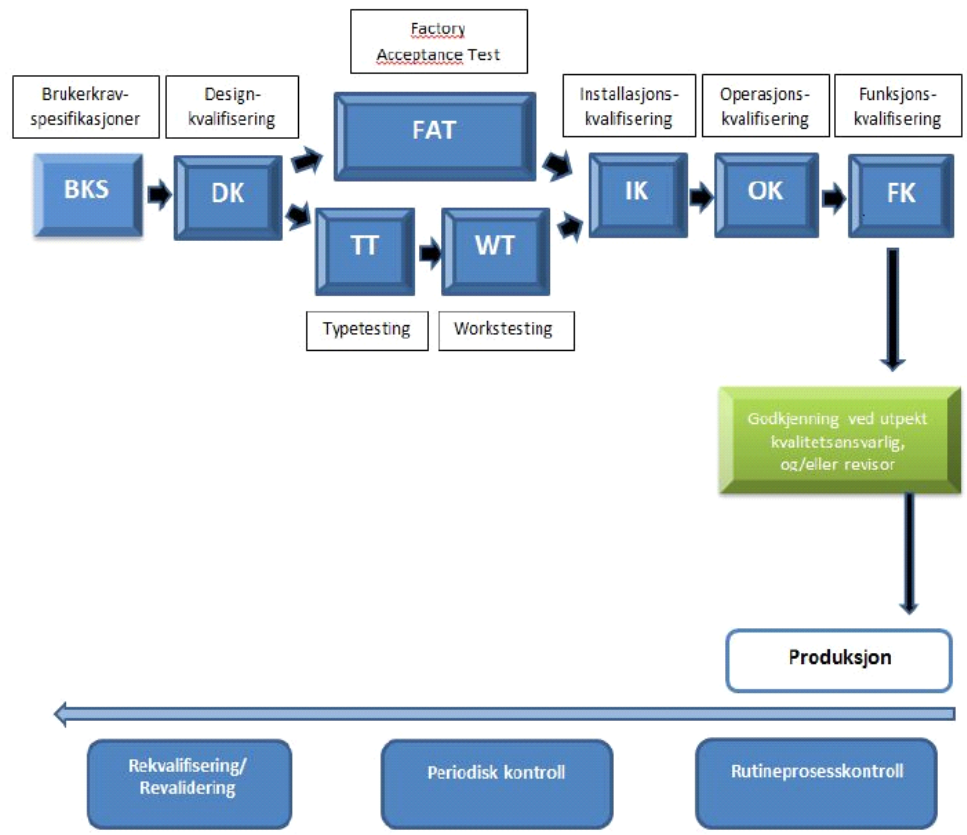 Factory
Acceptance Test
Brukerkrav-
spesifikasjoner
Design-
kvalifisering
Installasjons-
kvalifisering
Operasjons-
kvalifisering
Funksjons-
kvalifisering
BKS
DK
FAT
IK
OK
FK
TT
WT
Typetesting
Workstesting
Godkjenning ved utpekt
kvalitetsansvarlig,
og/eller revisor
Produksjon
Rekvalifisering/
Revalidering
Periodisk kontroll
Rutineprosesskontroll